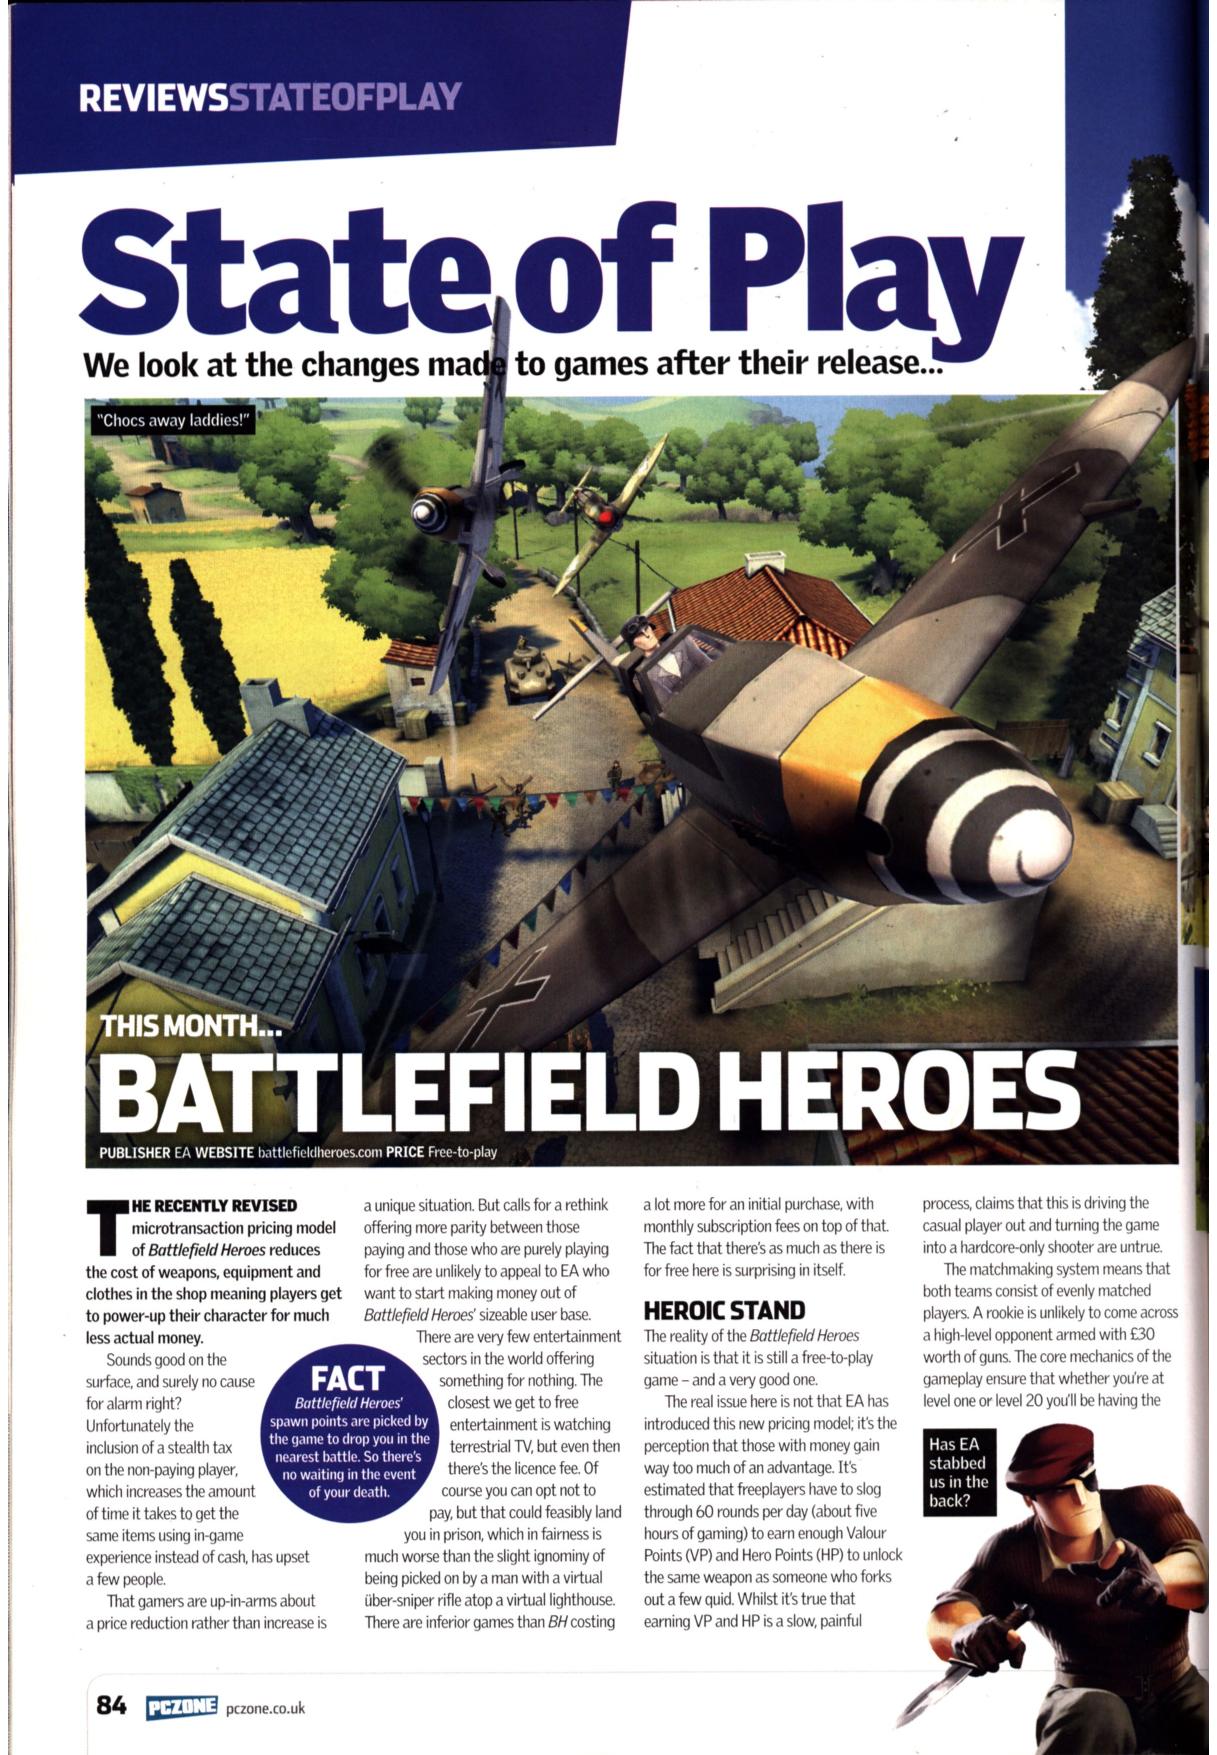 REVIEWSSTATEOFPLAY
State of Play
We look at the changes made to games after their release...
"Chocs away laddies!"
THIS MONTH...
BATTLEFIELD HEROES
PUBLISHER EA WEBSITE battlefieldheroes.com PRICE Free-to-play
THE RECENTLY REVISED
microtransaction pricing model
of Battlefield Heroes reduces
the cost of weapons, equipment and
clothes in the shop meaning players get
to power-up their character for much
less actual money.
Sounds good on the
surface, and surely no cause
for alarm right?
Unfortunately the
inclusion of a stealth tax
on the non-paying player,
which increases the amount
of time it takes to get the
same items using in-game
experience instead of cash, has upset
a few people.
That gamers are up-in-arms about
a price reduction rather than increase is
FACT
Battlefield Heroes'
spawn points are picked by
the game to drop you in the
nearest battle. So there's
no waiting in the event
of your death.
a unique situation. But calls for a rethink
offering more parity between those
paying and those who are purely playing
for free are unlikely to appeal to EA who
want to start making money out of
Battlefield Heroes' sizeable user base.
There are very few entertainment
sectors in the world offering
something for nothing. The
closest we get to free
entertainment is watching
terrestrial TV, but even then
there's the licence fee. Of
course you can opt not to
pay, but that could feasibly land
you in prison, which in fairness is
much worse than the slight ignominy of
being picked on by a man with a virtual
über-sniper rifle atop a virtual lighthouse.
There are inferior games than BH costing
a lot more for an initial purchase, with
monthly subscription fees on top of that.
The fact that there's as much as there is
for free here is surprising in itself.
HEROIC STAND
The reality of the Battlefield Heroes
situation is that it is still a free-to-play
game – and a very good one.
The real issue here is not that EA has
introduced this new pricing model; it's the
perception that those with money gain
way too much of an advantage. It's
estimated that freeplayers have to slog
through 60 rounds per day (about five
hours of gaming) to earn enough Valour
Points (VP) and Hero Points (HP) to unlock
the same weapon as someone who forks
out a few quid. Whilst it's true that
earning VP and HP is a slow, painful
process, claims that this is driving the
casual player out and turning the game
into a hardcore-only shooter are untrue.
The matchmaking system means that
both teams consist of evenly matched
players. A rookie is unlikely to come across
a high-level opponent armed with £30
worth of guns. The core mechanics of the
gameplay ensure that whether you're at
level one or level 20 you'll be having the
Has EA
stabbed
us in the
back?
84 PCZONE pczone.co.uk